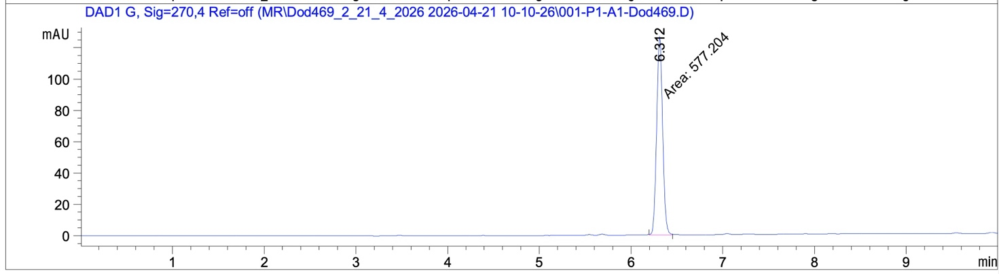 DAD1 G, Sig=270,4 Ref=off (MR\Dod469_2_21_4_2026 2026-04-21 10-10-26\001-P1-A1-Dod469.D)
mAU
6.312
Area: 577.204
100
80
60
40
20
0
1 2 3 4 5 6 7 8 9 min